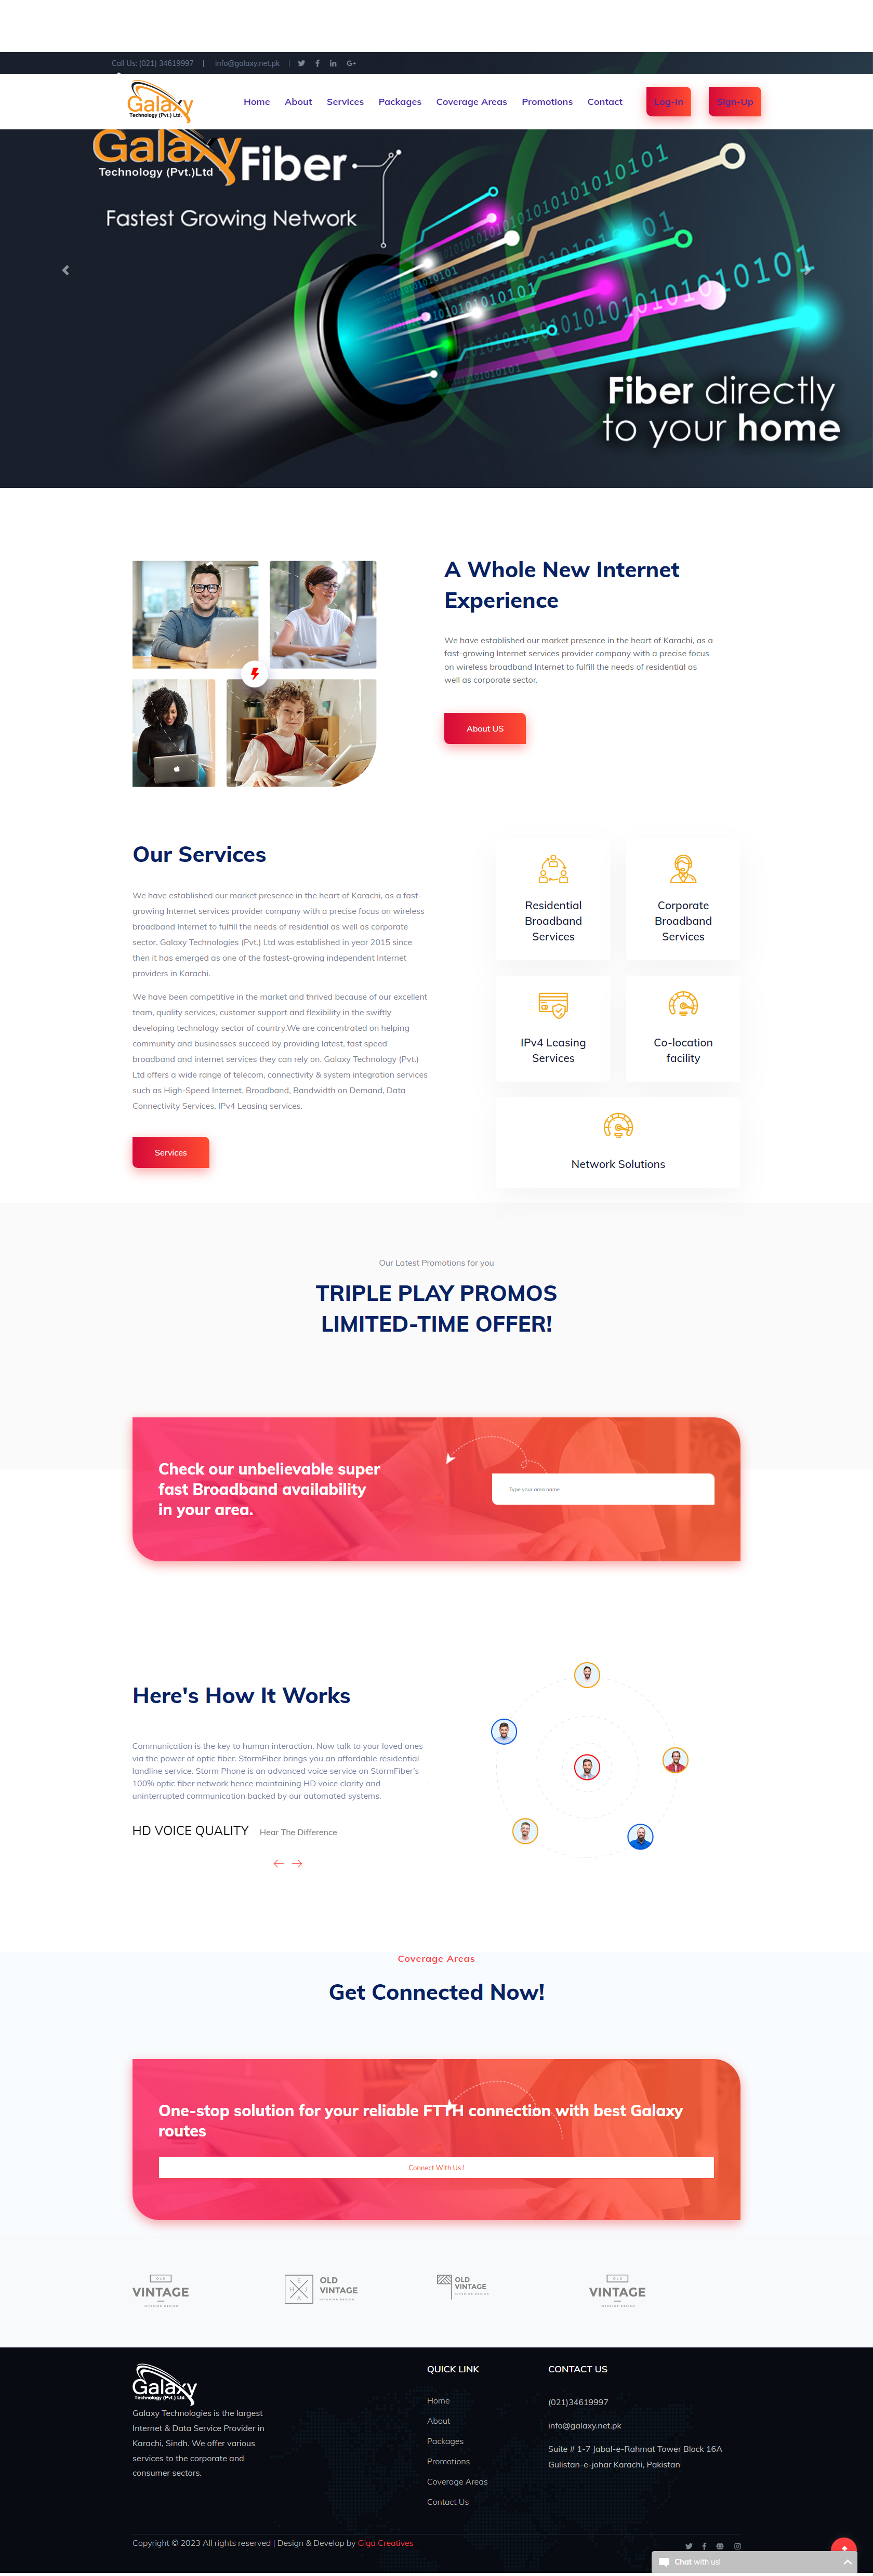 Call Us: (021) 34619997 | info@galaxy.net.pk |
Galaxy
Technology (Pvt.) Ltd.
Home About Services Packages Coverage Areas Promotions Contact Log-In Sign-Up
Galaxy Fiber
Technology (Pvt.)Ltd
Fastest Growing Network
Fiber directly
to your home
A Whole New Internet
Experience
We have established our market presence in the heart of Karachi, as a
fast-growing Internet services provider company with a precise focus
on wireless broadband Internet to fulfill the needs of residential as
well as corporate sector.
About US
Our Services
We have established our market presence in the heart of Karachi, as a fast-
growing Internet services provider company with a precise focus on wireless
broadband Internet to fulfill the needs of residential as well as corporate
sector. Galaxy Technologies (Pvt.) Ltd was established in year 2015 since
then it has emerged as one of the fastest-growing independent Internet
providers in Karachi.
We have been competitive in the market and thrived because of our excellent
team, quality services, customer support and flexibility in the swiftly
developing technology sector of country.We are concentrated on helping
community and businesses succeed by providing latest, fast speed
broadband and internet services they can rely on. Galaxy Technology (Pvt.)
Ltd offers a wide range of telecom, connectivity & system integration services
such as High-Speed Internet, Broadband, Bandwidth on Demand, Data
Connectivity Services, IPv4 Leasing services.
Services
Residential
Broadband
Services
Corporate
Broadband
Services
IPv4 Leasing
Services
Co-location
facility
Network Solutions
Our Latest Promotions for you
TRIPLE PLAY PROMOS
LIMITED-TIME OFFER!
Check our unbelievable super
fast Broadband availability
in your area.
Type your area name
Here's How It Works
Communication is the key to human interaction. Now talk to your loved ones
via the power of optic fiber. StormFiber brings you an affordable residential
landline service. Storm Phone is an advanced voice service on StormFiber's
100% optic fiber network hence maintaining HD voice clarity and
uninterrupted communication backed by our automated systems.
HD VOICE QUALITY Hear The Difference
Coverage Areas
Get Connected Now!
One-stop solution for your reliable FTTH connection with best Galaxy
routes
Connect With Us !
OLD
VINTAGE
INTERIOR DESIGN
OLD
VINTAGE
INTERIOR DESIGN
OLD
VINTAGE
INTERIOR DESIGN
OLD
VINTAGE
INTERIOR DESIGN
Galaxy
Technology (Pvt.) Ltd.
Galaxy Technologies is the largest
Internet & Data Service Provider in
Karachi, Sindh. We offer various
services to the corporate and
consumer sectors.
QUICK LINK
Home
About
Packages
Promotions
Coverage Areas
Contact Us
CONTACT US
(021)34619997
info@galaxy.net.pk
Suite # 1-7 Jabal-e-Rahmat Tower Block 16A
Gulistan-e-johar Karachi, Pakistan
Copyright © 2023 All rights reserved | Design & Develop by Giga Creatives
Chat with us!